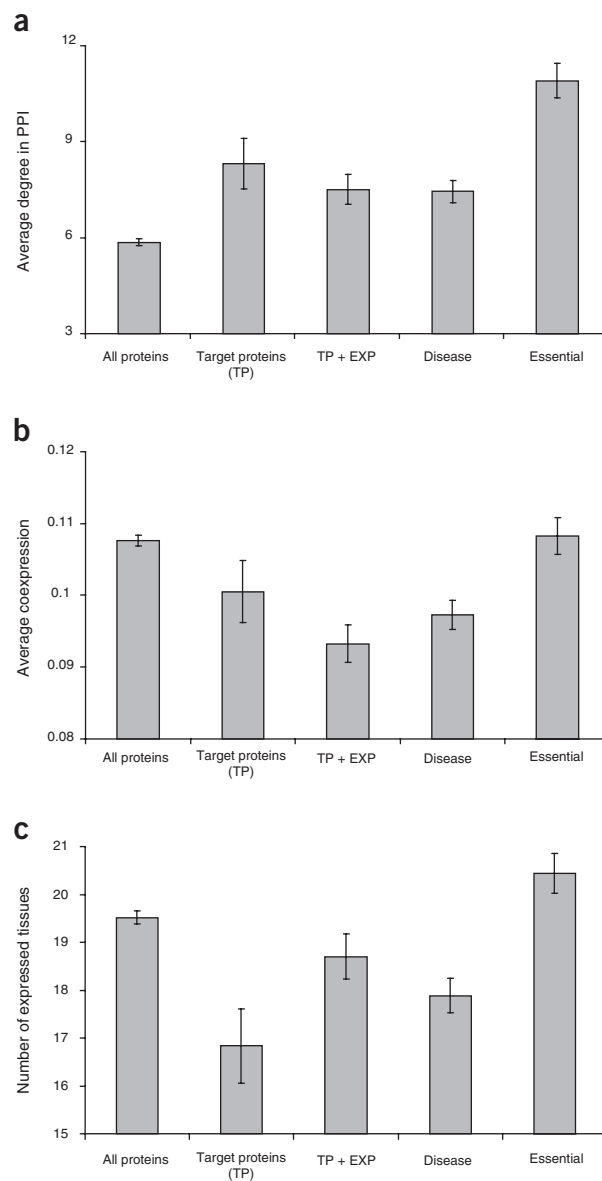 a
12
9
6
3
Average degree in PPI
All proteins
Target proteins
(TP)
TP + EXP
Disease
Essential
b
0.12
0.11
0.1
0.09
0.08
Average coexpression
All proteins
Target proteins
(TP)
TP + EXP
Disease
Essential
c
21
20
19
18
17
16
15
Number of expressed tissues
All proteins
Target proteins
(TP)
TP + EXP
Disease
Essential